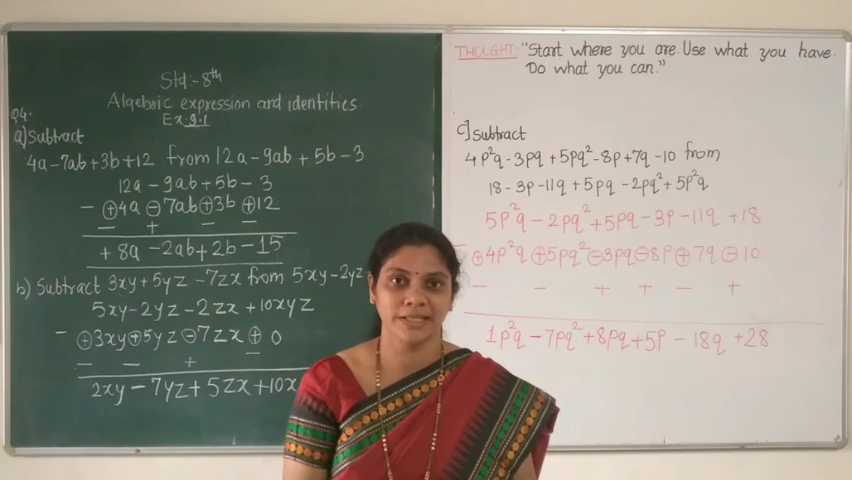 Std:- 8th
Algebraic expression and identities
Ex 9.1
Q4.
a) Subtract
4a-7ab+3b+12 from 12a-9ab+5b-3
12a-9ab+5b-3
- ⊕4a ⊖7ab ⊕3b ⊕12
- + - -
+8a-2ab+2b-15
b) Subtract 3xy+5yz-7zx from 5xy-2yz
5xy-2yz-2zx+10xyz
- ⊕3xy ⊕5yz ⊖7zx ⊕0
- - + -
2xy-7yz+5zx+10x
THOUGHT: "Start where you are. Use what you have.
Do what you can."
c] Subtract
4p²q-3pq+5pq²-8p+7q-10 from
18-3p-11q+5pq-2pq²+5p²q
5p²q-2pq²+5pq-3p-11q+18
- ⊕4p²q ⊕5pq² ⊖3pq ⊖8p ⊕7q ⊖10
- - + + - +
1p²q-7pq²+8pq+5p-18q+28